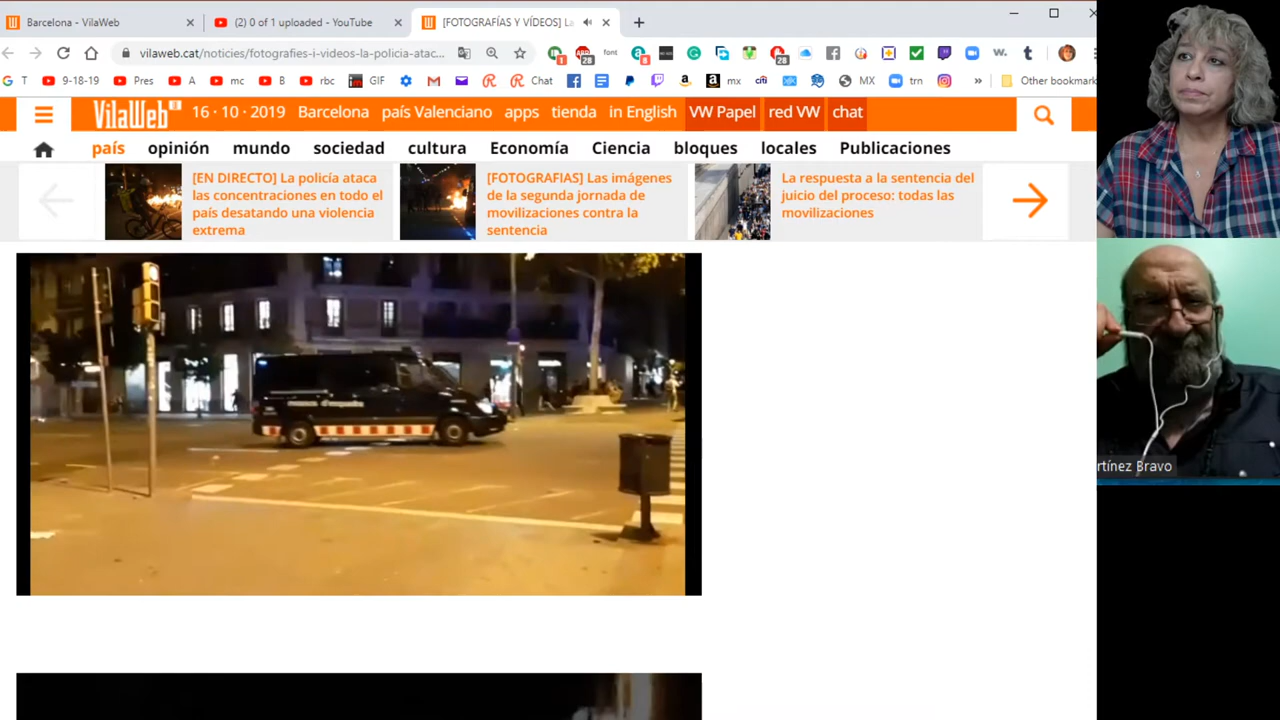 Barcelona - VilaWeb
(2) 0 of 1 uploaded - YouTube
[FOTOGRAFÍAS Y VÍDEOS] La
vilaweb.cat/noticies/fotografies-i-videos-la-policia-atac...
T 9-18-19 Pres A mc B rbc GIF Chat mx citi MX trn » Other bookmark
VilaWeb 16 · 10 · 2019 Barcelona país Valenciano apps tienda in English VW Papel red VW chat
país opinión mundo sociedad cultura Economía Ciencia bloques locales Publicaciones
[EN DIRECTO] La policía ataca
las concentraciones en todo el
país desatando una violencia
extrema
[FOTOGRAFIAS] Las imágenes
de la segunda jornada de
movilizaciones contra la
sentencia
La respuesta a la sentencia del
juicio del proceso: todas las
movilizaciones
rtínez Bravo